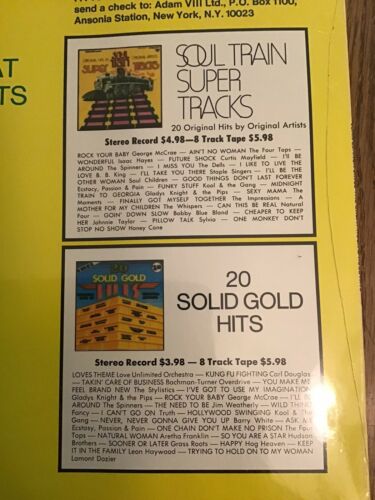 send a check to: Adam VIII Ltd., P.O. Box 1100,
Ansonia Station, New York, N.Y. 10023
AT
TS
SOUL TRAIN
SUPER
TRACKS
20 Original Hits by Original Artists
Stereo Record $4.98—8 Track Tape $5.98
ROCK YOUR BABY George McCrae — AIN'T NO WOMAN The Four Tops —
WONDERFUL Isaac Hayes — FUTURE SHOCK Curtis Mayfield — I'LL BE
AROUND The Spinners — I MISS YOU The Dells — I LIKE TO LIVE THE
LOVE B. B. King — I'LL TAKE YOU THERE Staple Singers — I'LL BE THE
OTHER WOMAN Soul Children — GOOD THINGS DON'T LAST FOREVER
Ecstacy, Passion & Pain — FUNKY STUFF Kool & the Gang — MIDNIGHT
TRAIN TO GEORGIA Gladys Knight & the Pips — SEXY MAMA The
Moments — FINALLY GOT MYSELF TOGETHER The Impressions — A
MOTHER FOR MY CHILDREN The Whispers — CAN THIS BE REAL Natural
Four — GOIN' DOWN SLOW Bobby Blue Bland — CHEAPER TO KEEP
HER Johnnie Taylor — PILLOW TALK Sylvia — ONE MONKEY DON'T
STOP NO SHOW Honey Cone
20
SOLID GOLD
HITS
20
SOLID GOLD
HITS
Stereo Record $3.98 — 8 Track Tape $5.98
LOVES THEME Love Unlimited Orchestra — KUNG FU FIGHTING Carl Douglas
— TAKIN' CARE OF BUSINESS Bachman-Turner Overdrive — YOU MAKE ME
FEEL BRAND NEW The Stylistics — I'VE GOT TO USE MY IMAGINATION
Gladys Knight & the Pips — ROCK YOUR BABY George McCrae — I'LL BE
AROUND The Spinners — THE NEED TO BE Jim Weatherly — WILD THING
Fancy — I CAN'T GO ON TRUTH — HOLLYWOOD SWINGING Kool & The
Gang — NEVER, NEVER GONNA GIVE YOU UP Barry White — ASK ME
Ecstasy, Passion & Pain — ONE CHAIN DON'T MAKE NO PRISON The Four
Tops — NATURAL WOMAN Aretha Franklin — SO YOU ARE A STAR Hudson
Brothers — SOONER OR LATER Grass Roots — HAPPY Hog Heaven — KEEP
IT IN THE FAMILY Leon Haywood — TRYING TO HOLD ON TO MY WOMAN
Lamont Dozier